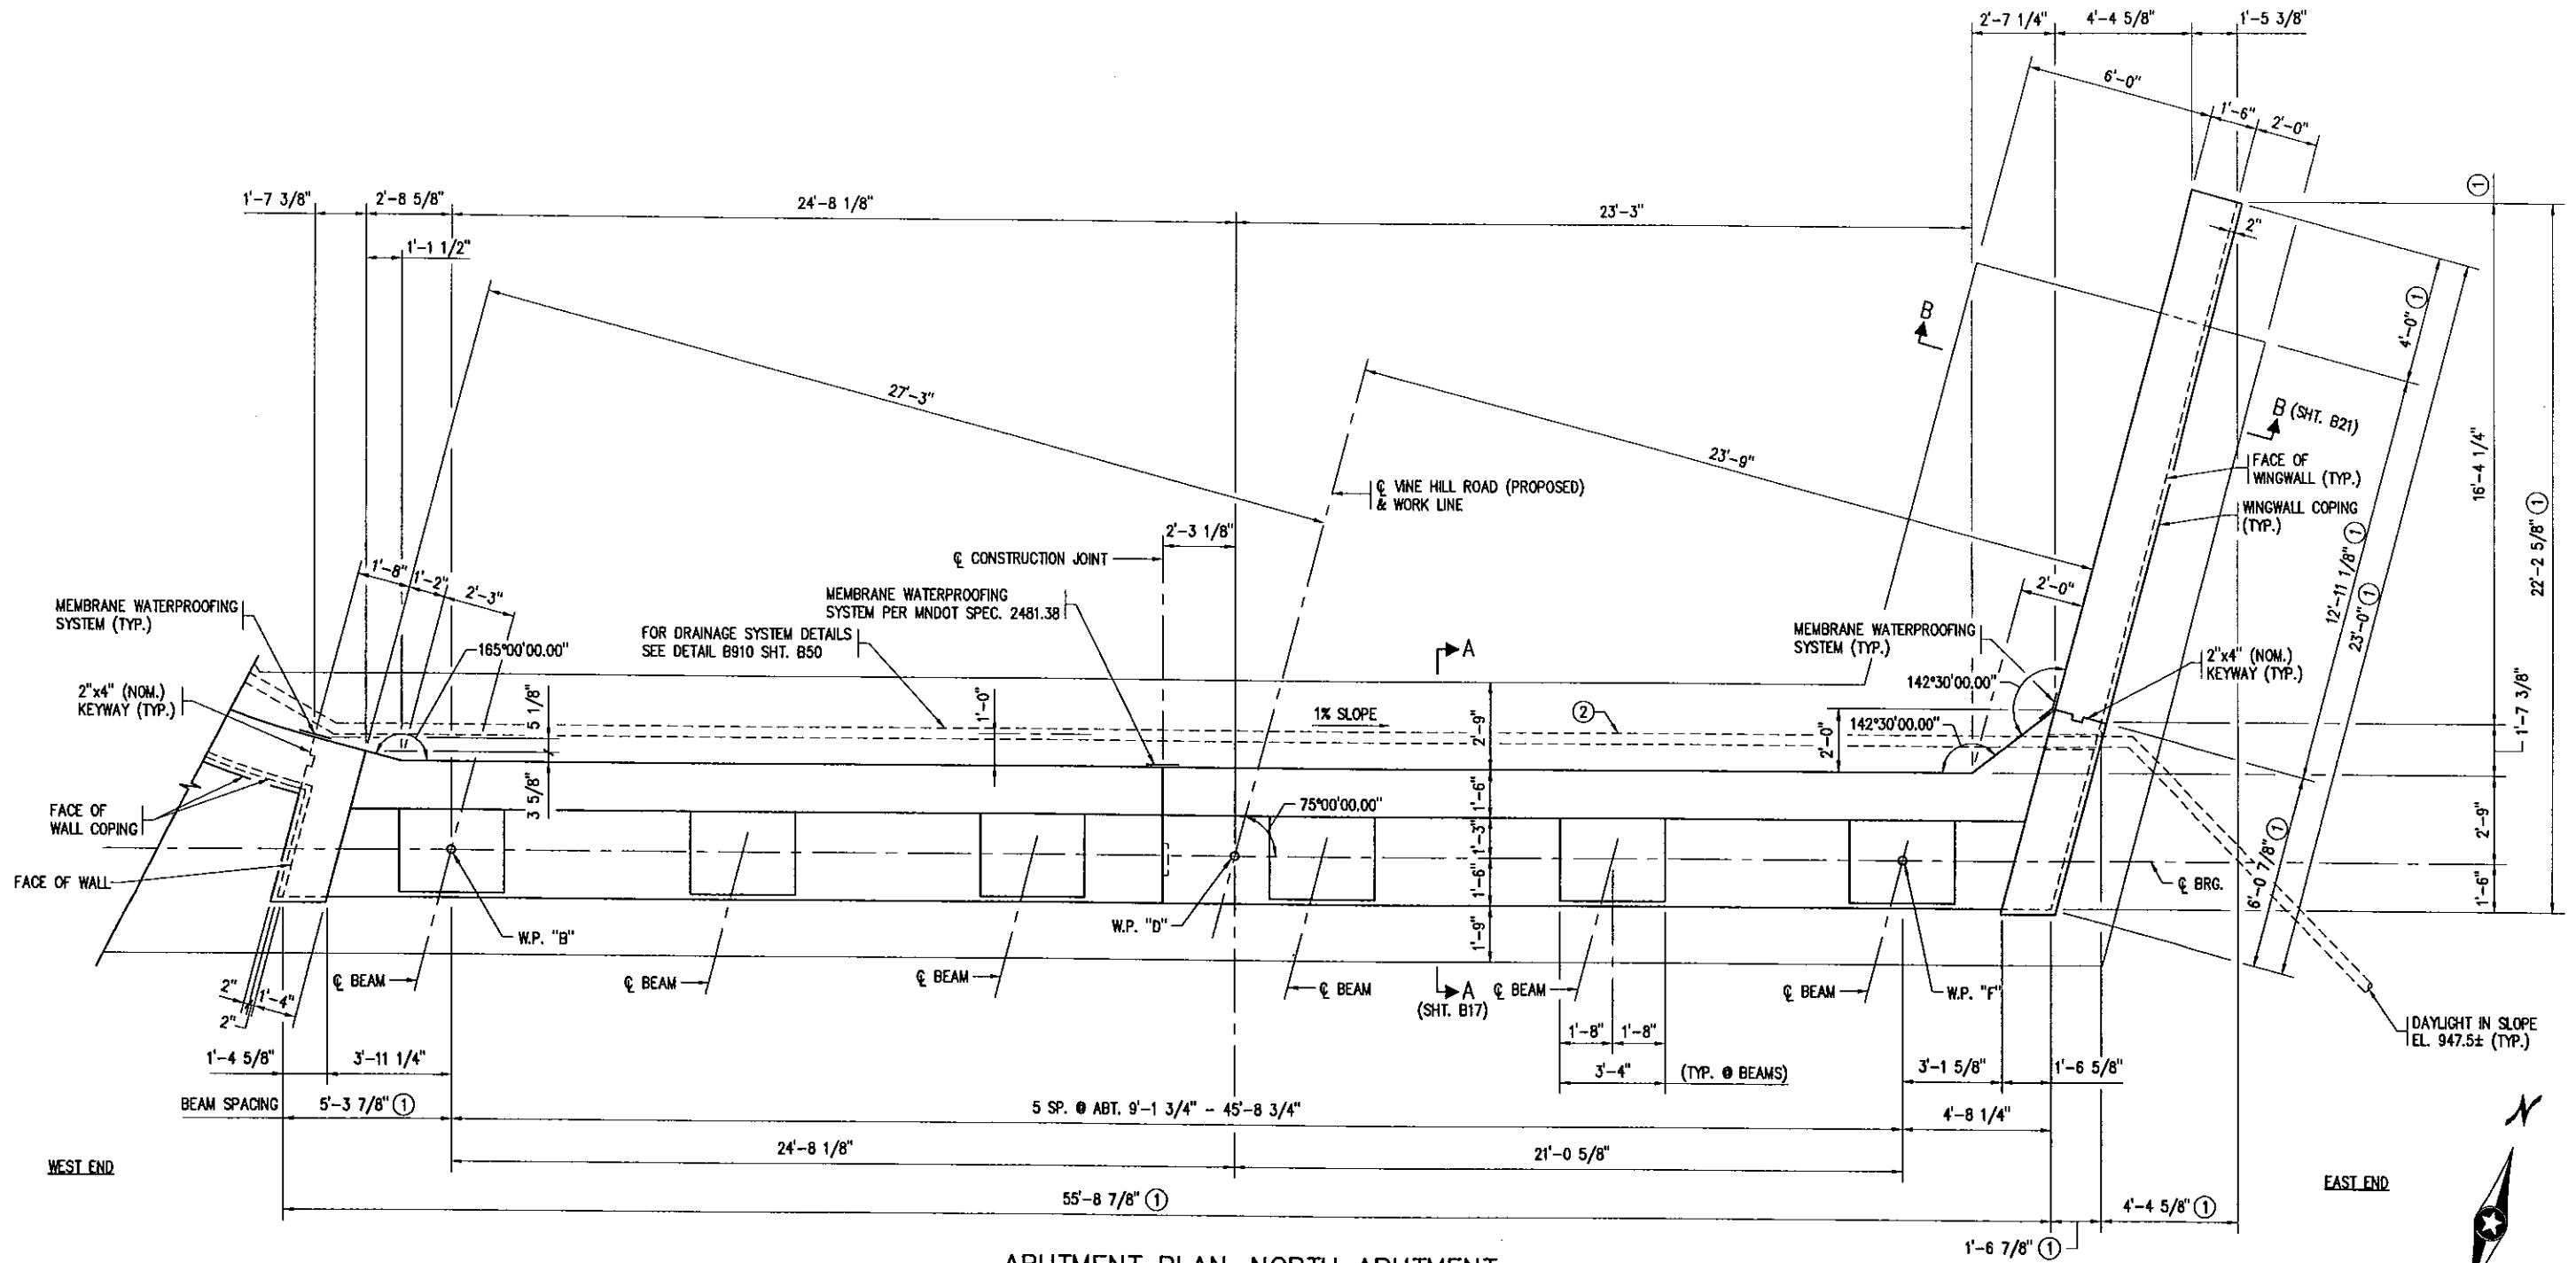 2'-7 1/4" 4'-4 5/8" 1'-5 3/8"
6'-0"
1'-6" 2'-0"
1'-7 3/8" 2'-8 5/8" 24'-8 1/8" 23'-3" 1
1'-1 1/2"
2"
27'-3"
4'-0" 1
B
B (SHT. B21)
23'-9"
FACE OF
WINGWALL (TYP.)
16'-4 1/4"
22'-2 5/8" 1
℄ VINE HILL ROAD (PROPOSED)
& WORK LINE
WINGWALL COPING
(TYP.)
2'-3 1/8"
℄ CONSTRUCTION JOINT
12'-11 1/8" 1
23'-0" 1
1'-8" 1'-2" 2'-3"
2'-0"
MEMBRANE WATERPROOFING
SYSTEM (TYP.)
MEMBRANE WATERPROOFING
SYSTEM PER MNDOT SPEC. 2481.38
FOR DRAINAGE SYSTEM DETAILS
SEE DETAIL B910 SHT. B50
MEMBRANE WATERPROOFING
SYSTEM (TYP.)
165°00'00.00"
A
2"x4" (NOM.)
KEYWAY (TYP.)
2"x4" (NOM.)
KEYWAY (TYP.)
142°30'00.00"
5 1/8"
1'-0"
1% SLOPE
2
2'-9"
2'-0"
142°30'00.00"
1'-7 3/8"
3 5/8"
1'-6"
75°00'00.00"
FACE OF
WALL COPING
1'-3"
2'-9"
6'-0 7/8" 1
FACE OF WALL
1'-6"
℄ BRG.
1'-6"
W.P. "B"
W.P. "D"
1'-9"
℄ BEAM
℄ BEAM
℄ BEAM
℄ BEAM
A
(SHT. B17)
℄ BEAM
℄ BEAM
W.P. "F"
2"
1'-4"
2"
1'-8" 1'-8"
DAYLIGHT IN SLOPE
EL. 947.5± (TYP.)
1'-4 5/8" 3'-11 1/4"
3'-4" (TYP. @ BEAMS)
3'-1 5/8" 1'-6 5/8"
BEAM SPACING 5'-3 7/8" 1 5 SP. @ ABT. 9'-1 3/4" - 45'-8 3/4" 4'-8 1/4"
N
24'-8 1/8" 21'-0 5/8"
WEST END
EAST END
55'-8 7/8" 1
4'-4 5/8" 1
1'-6 7/8" 1
ABUTMENT PLAN NORTH ABUTMENT